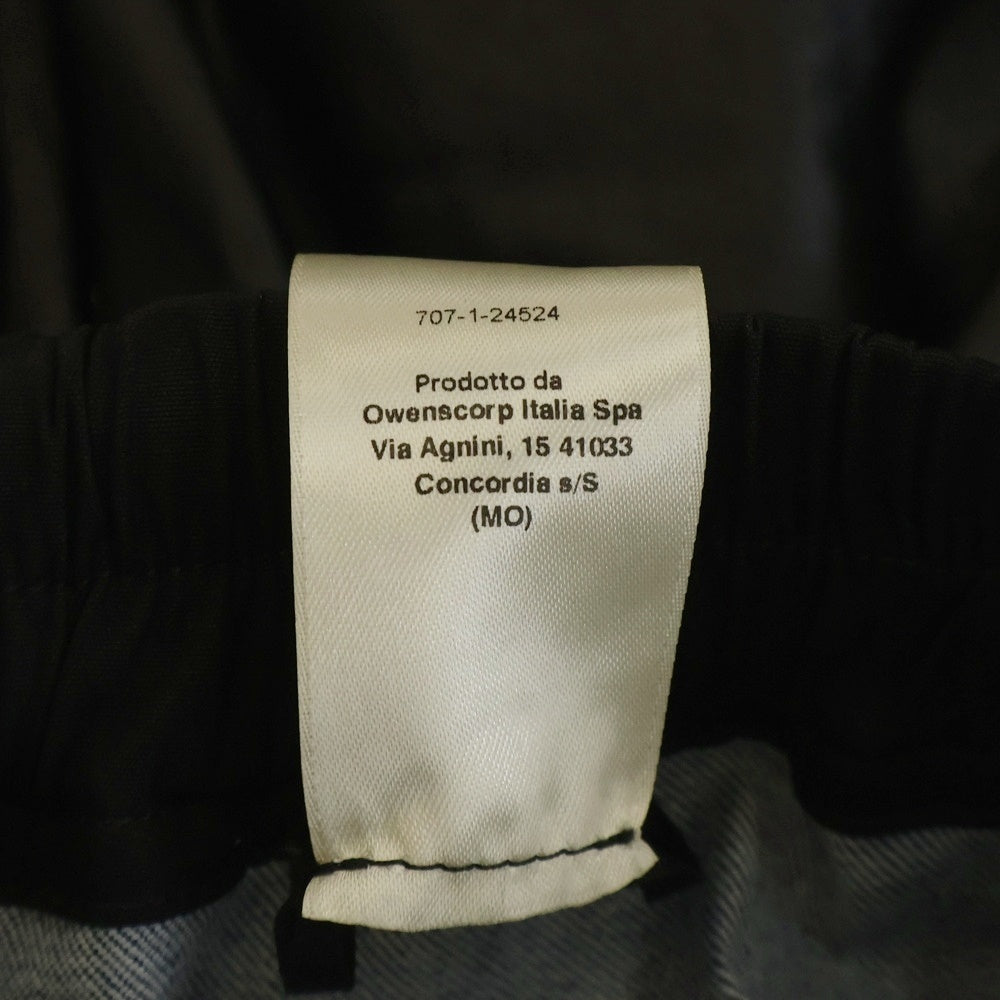 707-1-24524
Prodotto da
Owenscorp Italia Spa
Via Agnini, 15 41033
Concordia s/S
(MO)